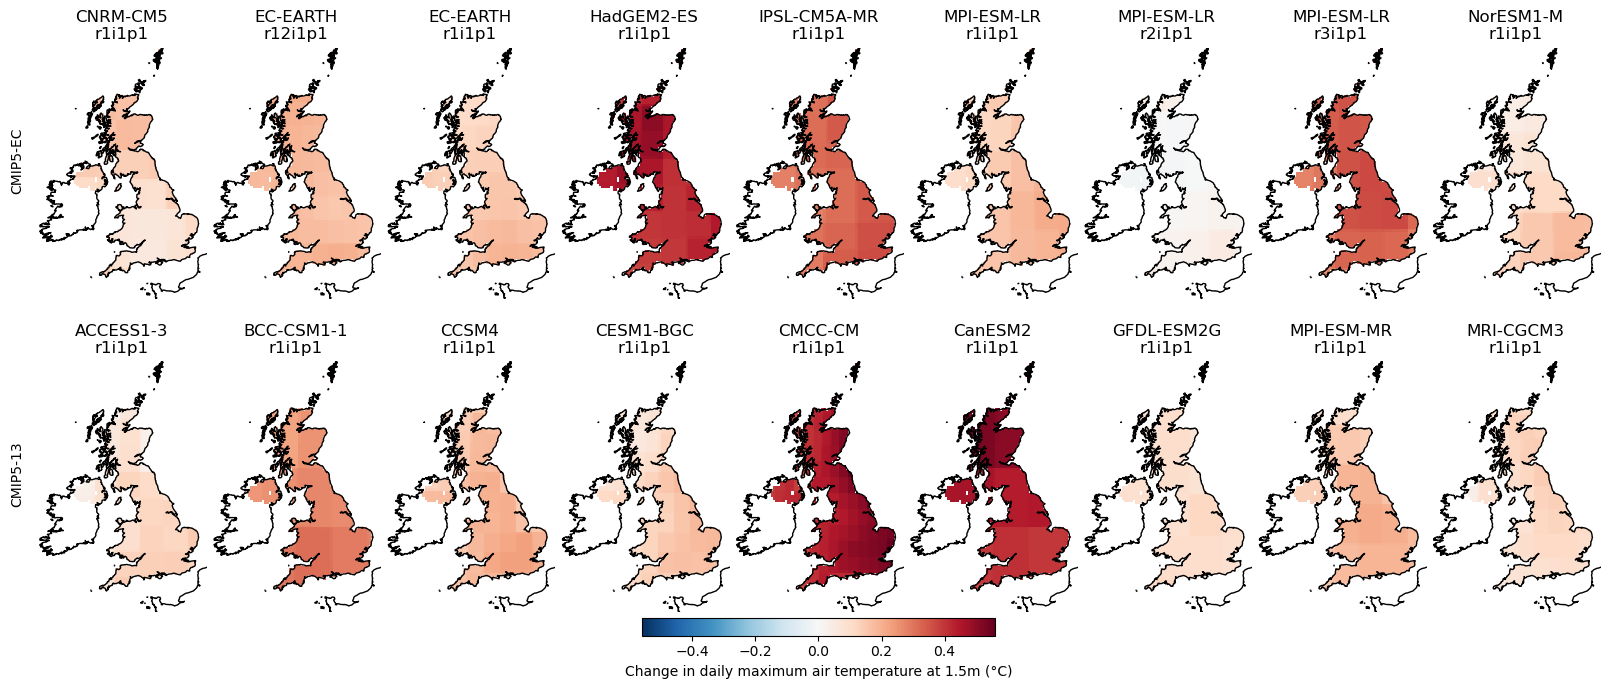 CNRM-CM5
r1i1p1
EC-EARTH
r12i1p1
EC-EARTH
r1i1p1
HadGEM2-ES
r1i1p1
IPSL-CM5A-MR
r1i1p1
MPI-ESM-LR
r1i1p1
MPI-ESM-LR
r2i1p1
MPI-ESM-LR
r3i1p1
NorESM1-M
r1i1p1
CMIP5-EC
ACCESS1-3
r1i1p1
BCC-CSM1-1
r1i1p1
CCSM4
r1i1p1
CESM1-BGC
r1i1p1
CMCC-CM
r1i1p1
CanESM2
r1i1p1
GFDL-ESM2G
r1i1p1
MPI-ESM-MR
r1i1p1
MRI-CGCM3
r1i1p1
CMIP5-13
−0.4 −0.2 0.0 0.2 0.4
Change in daily maximum air temperature at 1.5m (°C)